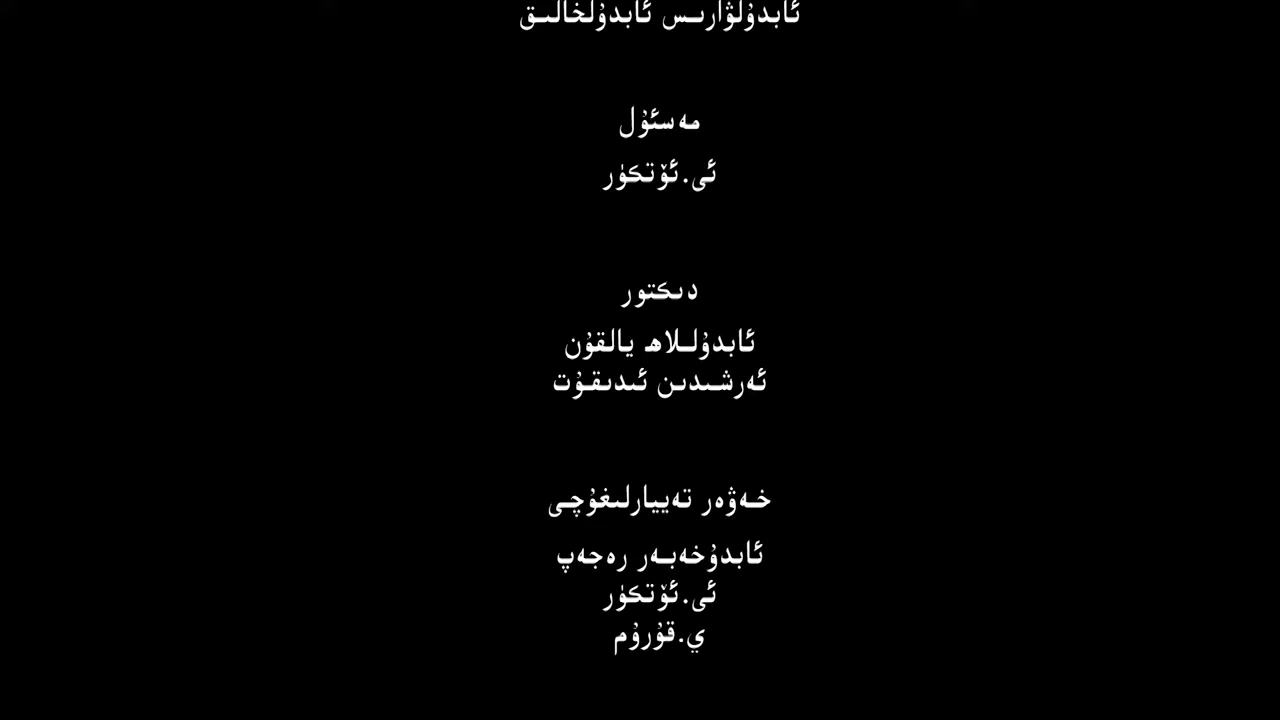 ئابدۇلۋارىس ئابدۇلخالىق
مەسئۇل
ئى.ئۆتكۈر
دىكتور
ئابدۇللاھ يالقۇن
ئەرشىدىن ئىدىقۇت
خەۋەر تەييارلىغۇچى
ئابدۇخەبەر رەجەپ
ئى.ئۆتكۈر
ي.قۇرۇم